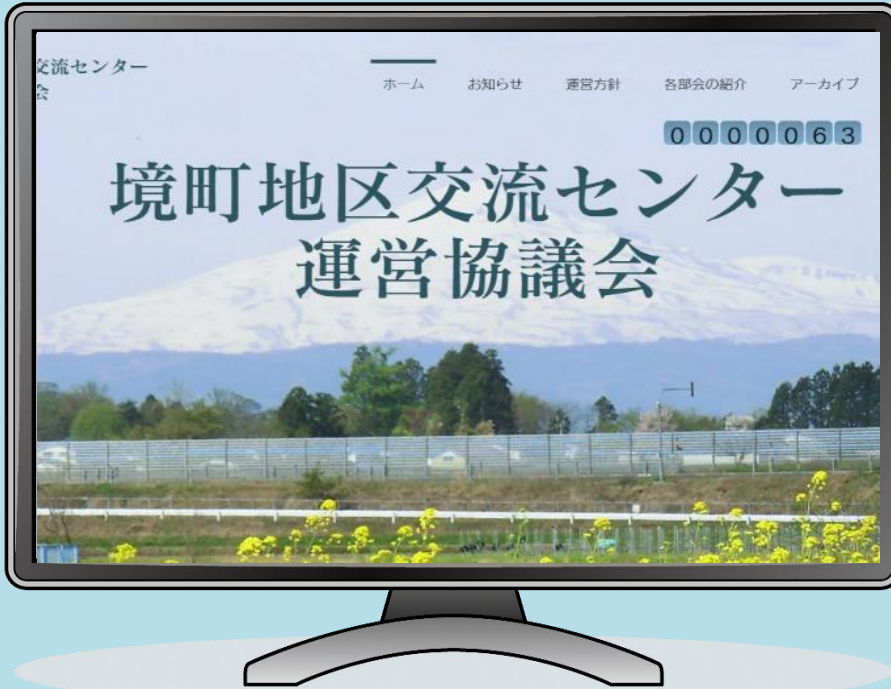 交流センター
会
ホーム お知らせ 運営方針 各部会の紹介 アーカイブ
0000063
境町地区交流センター
運営協議会